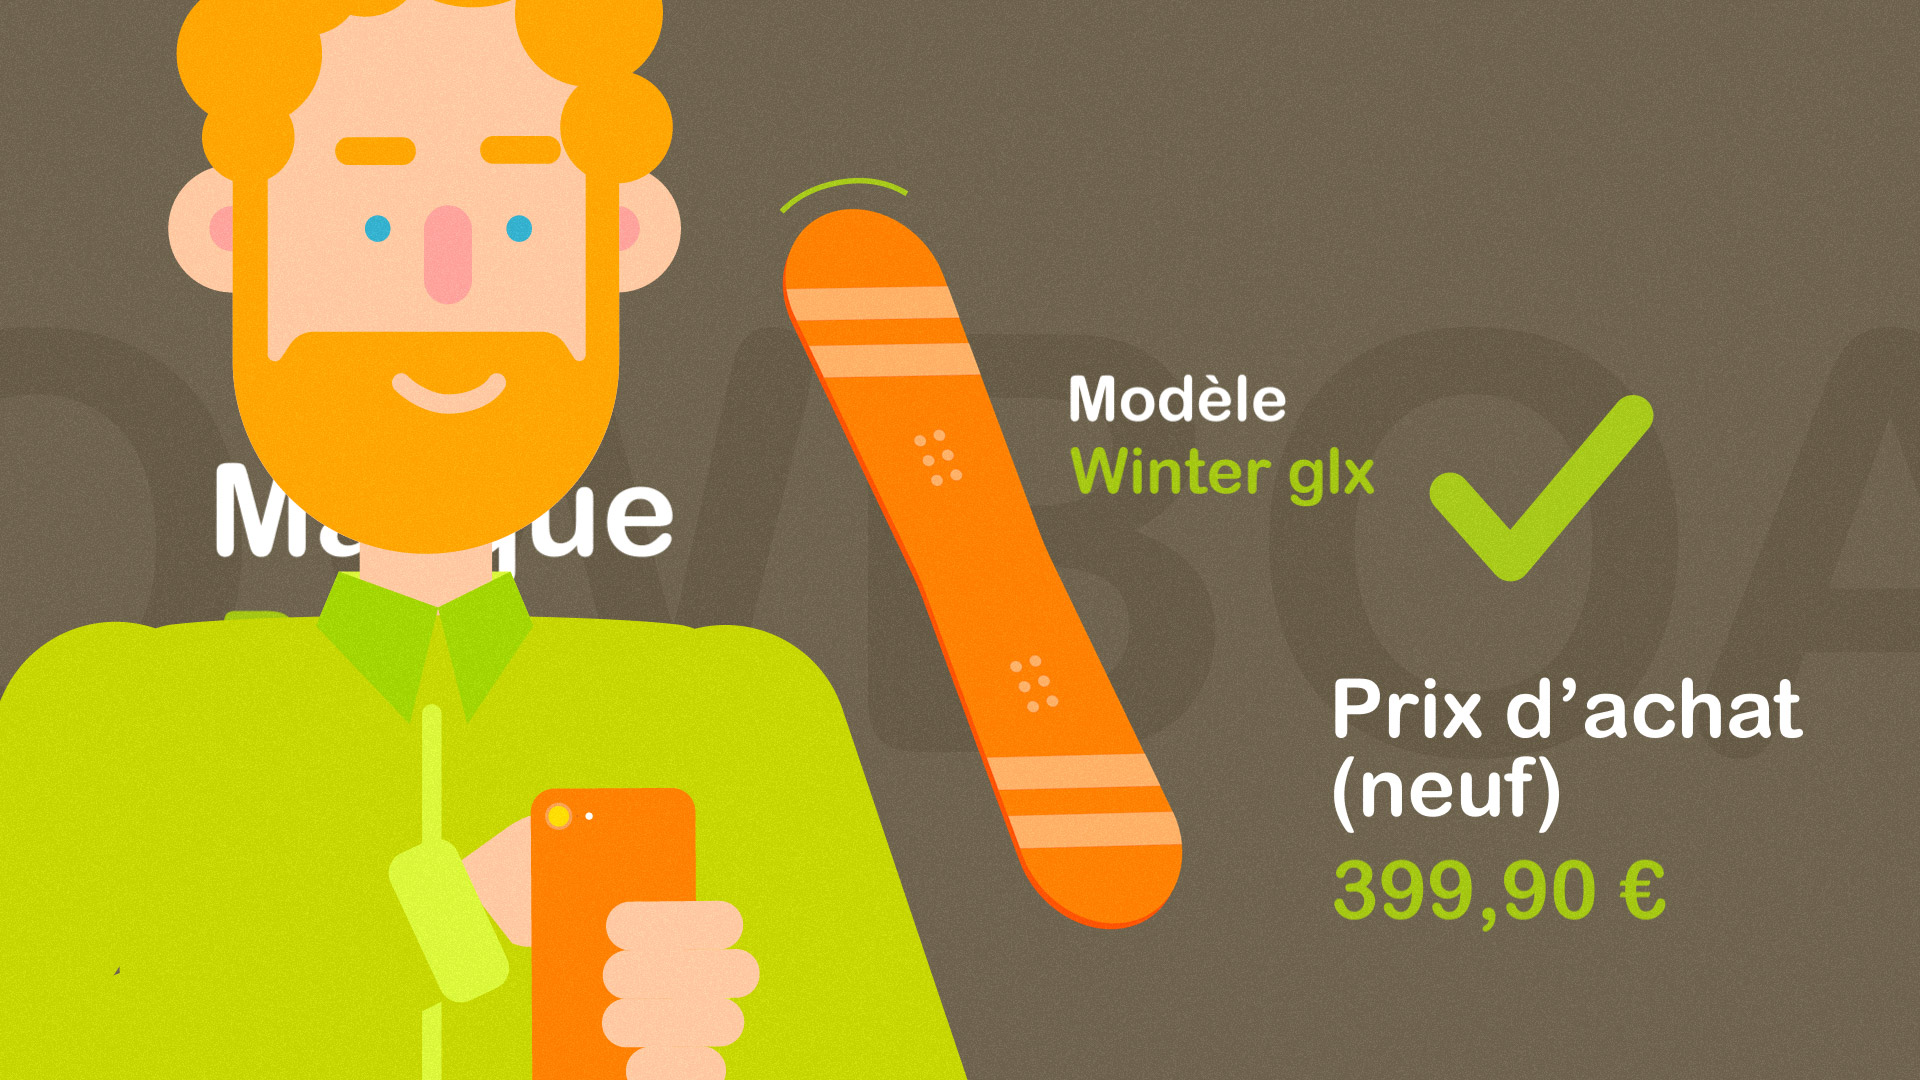 Modèle
Winter glx
Prix d’achat
(neuf)
399,90 €